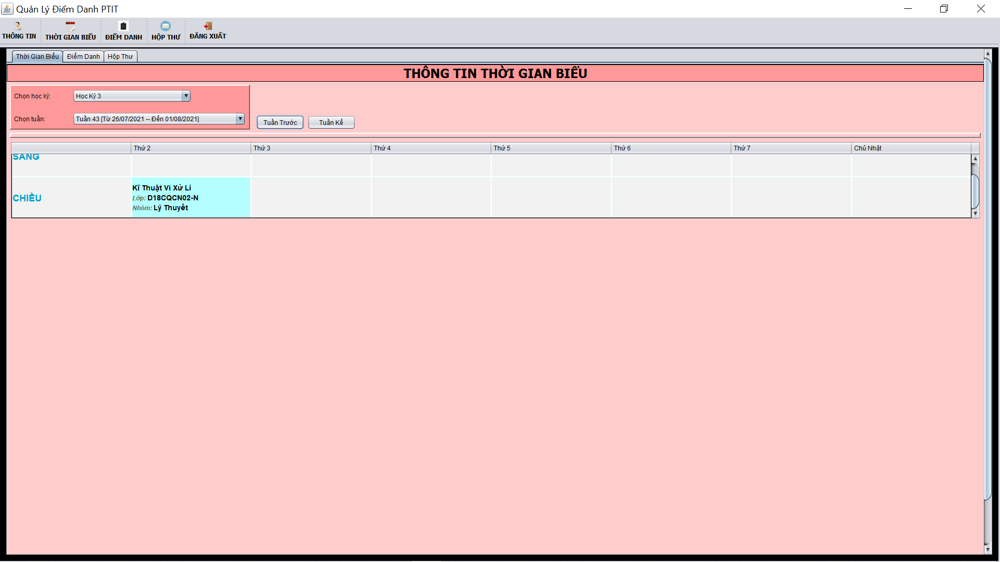 Quản Lý Điểm Danh PTIT
THÔNG TIN THỜI GIAN BIỂU ĐIỂM DANH HỘP THƯ ĐĂNG XUẤT
Thời Gian Biểu Điểm Danh Hộp Thư
THÔNG TIN THỜI GIAN BIỂU
Chọn học kỳ: Học Kỳ 3
Chọn tuần: Tuần 43 [Từ 26/07/2021 -- Đến 01/08/2021] Tuần Trước Tuần Kế
Thứ 2 Thứ 3 Thứ 4 Thứ 5 Thứ 6 Thứ 7 Chủ Nhật
SÁNG
Kĩ Thuật Vi Xử Lí
CHIỀU Lớp: D18CQCN02-N
Nhóm: Lý Thuyết